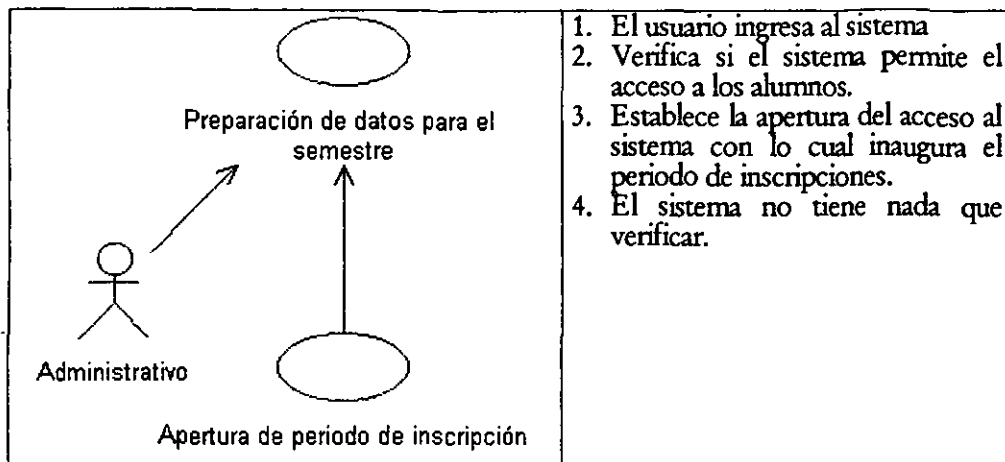 Preparación de datos para el
semestre
Administrativo
Apertura de periodo de inscripción
1. El usuario ingresa al sistema
2. Verifica si el sistema permite el
acceso a los alumnos.
3. Establece la apertura del acceso al
sistema con lo cual inaugura el
periodo de inscripciones.
4. El sistema no tiene nada que
verificar.